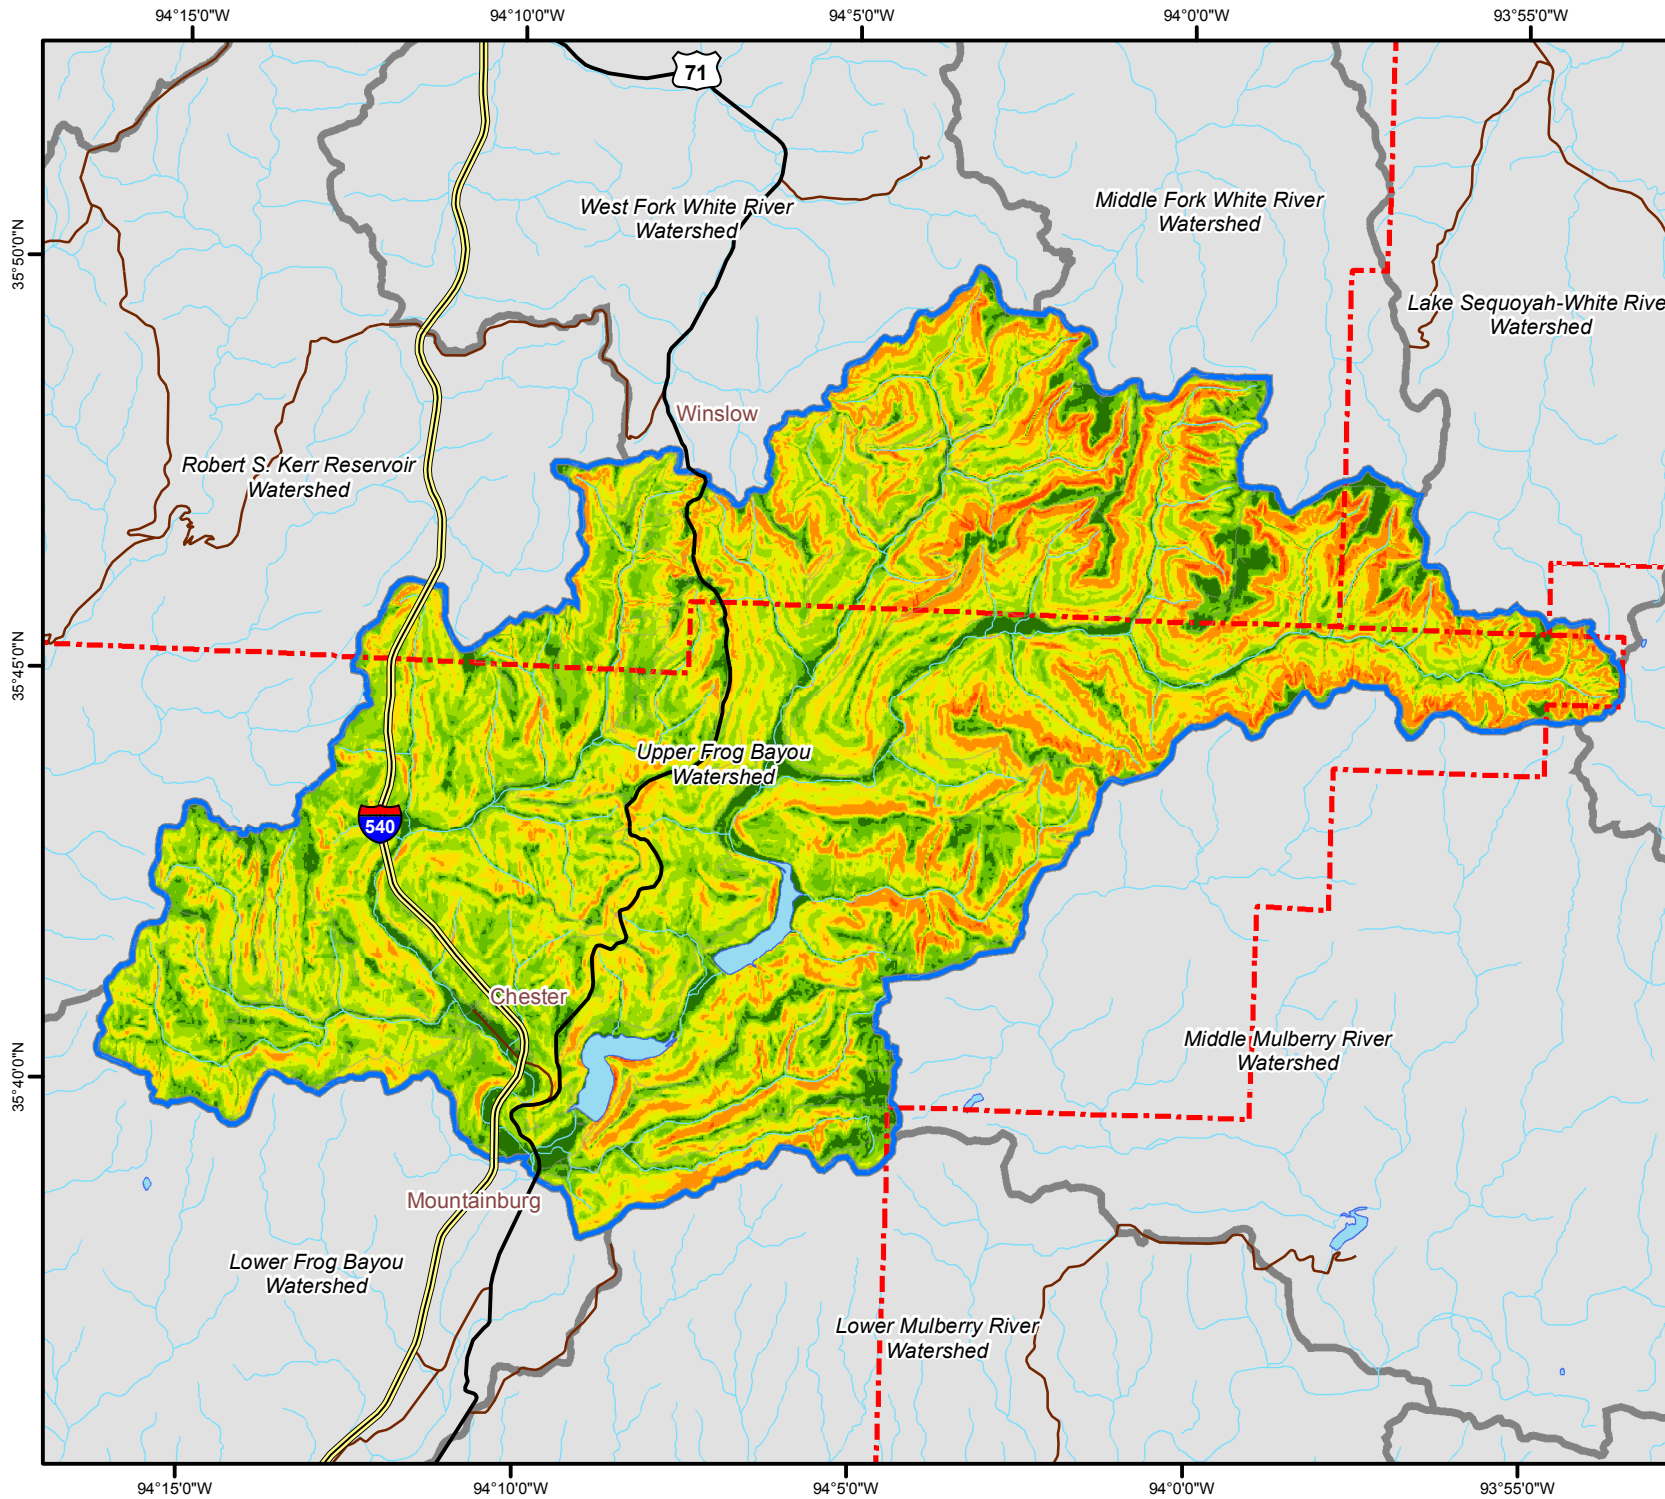 94°15'0"W
94°10'0"W
94°5'0"W
94°0'0"W
93°55'0"W
71
West Fork White River
Watershed
Middle Fork White River
Watershed
35°50'0"N
Lake Sequoyah-White Rive
Watershed
Winslow
Robert S. Kerr Reservoir
Watershed
35°45'0"N
Upper Frog Bayou
Watershed
540
Chester
Middle Mulberry River
Watershed
35°40'0"N
Mountainburg
Lower Frog Bayou
Watershed
Lower Mulberry River
Watershed
94°15'0"W
94°10'0"W
94°5'0"W
94°0'0"W
93°55'0"W